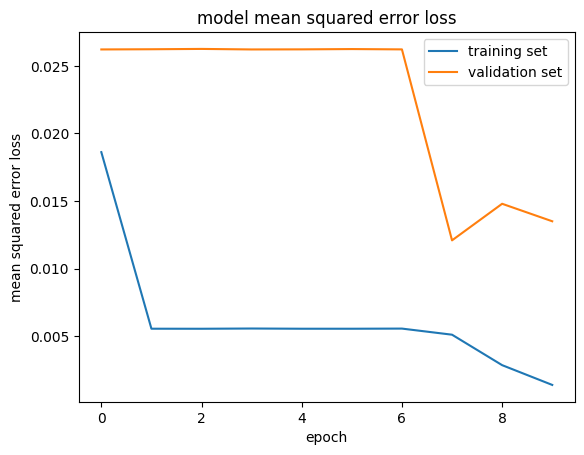 model mean squared error loss
training set
validation set
mean squared error loss
0.025
0.020
0.015
0.010
0.005
0 2 4 6 8
epoch